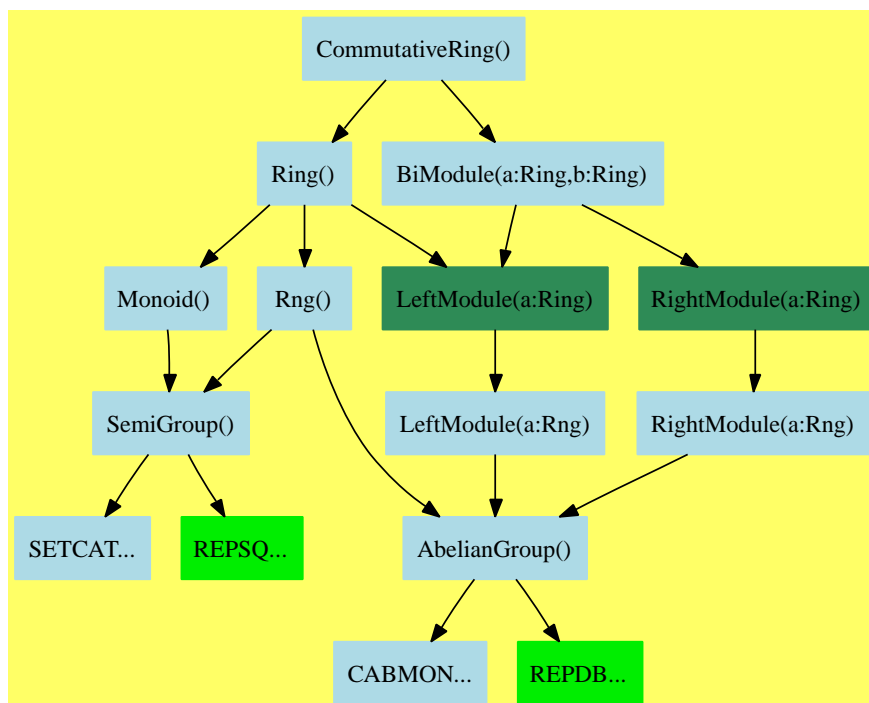 CommutativeRing()
Ring()
BiModule(a:Ring,b:Ring)
Monoid()
Rng()
LeftModule(a:Ring)
RightModule(a:Ring)
SemiGroup()
LeftModule(a:Rng)
RightModule(a:Rng)
SETCAT...
REPSQ...
AbelianGroup()
CABMON...
REPDB...